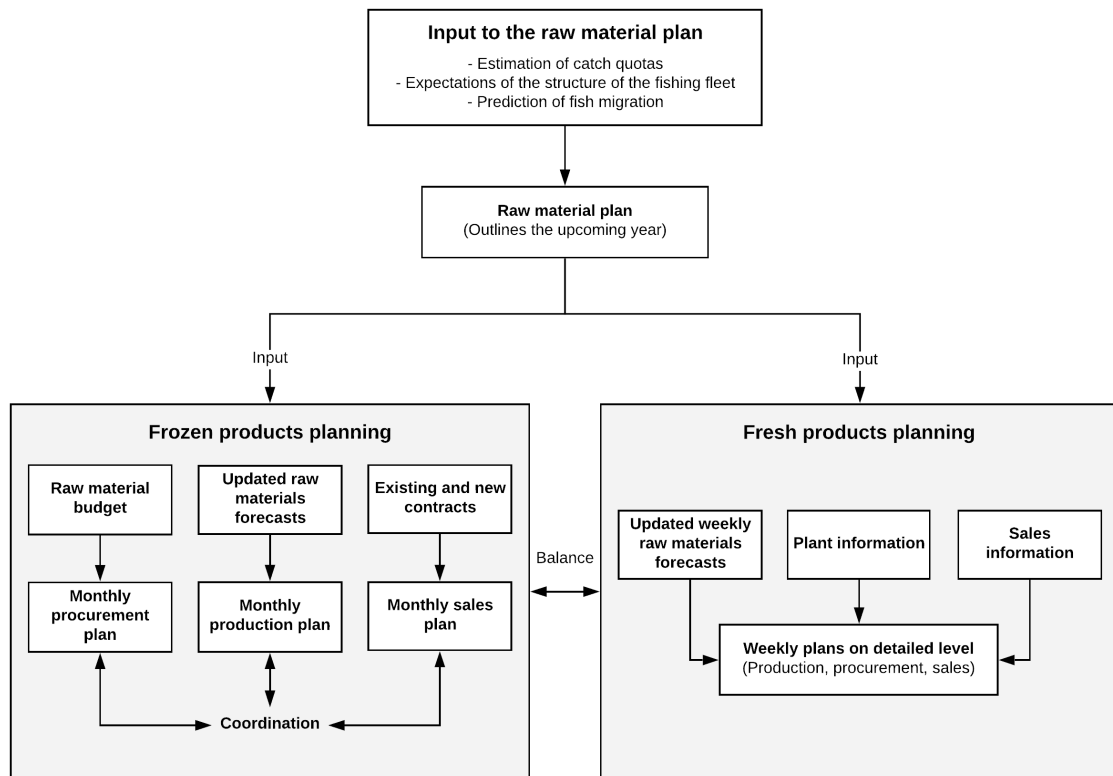 Input to the raw material plan
- Estimation of catch quotas
- Expectations of the structure of the fishing fleet
- Prediction of fish migration
Raw material plan
(Outlines the upcoming year)
Input
Input
Frozen products planning
Raw material
budget
Updated raw
materials
forecasts
Existing and new
contracts
Monthly
procurement
plan
Monthly
production plan
Monthly sales
plan
Coordination
Balance
Fresh products planning
Updated weekly
raw materials
forecasts
Plant information
Sales
information
Weekly plans on detailed level
(Production, procurement, sales)